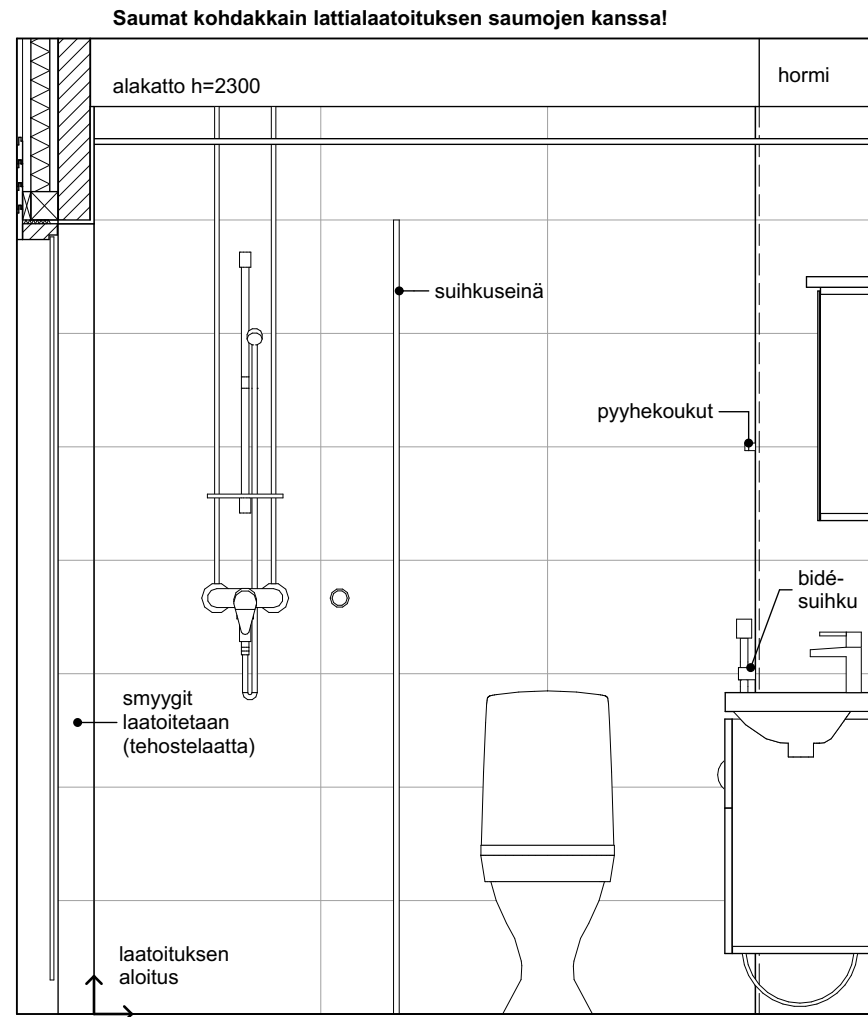 Saumat kohdakkain lattialaatoituksen saumojen kanssa!
alakatto h=2300
hormi
suihkuseinä
pyyhekoukut
bidé-
suihku
smyygit
laatoitetaan
(tehostelaatta)
laatoituksen
aloitus